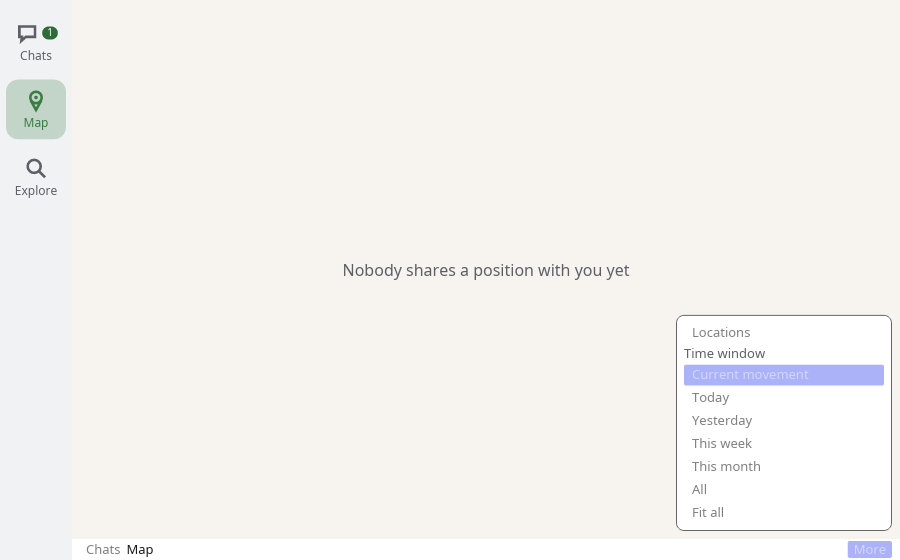 1
Chats
Map
Explore
Nobody shares a position with you yet
Locations
Time window
Current movement
Today
Yesterday
This week
This month
All
Fit all
Chats Map
More